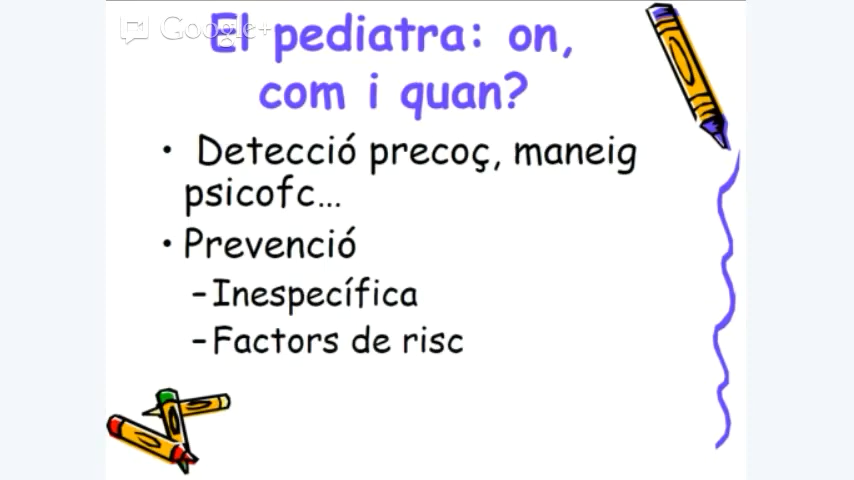 Google+
El pediatra: on,
com i quan?
• Detecció precoç, maneig
psicofc...
• Prevenció
–Inespecífica
–Factors de risc